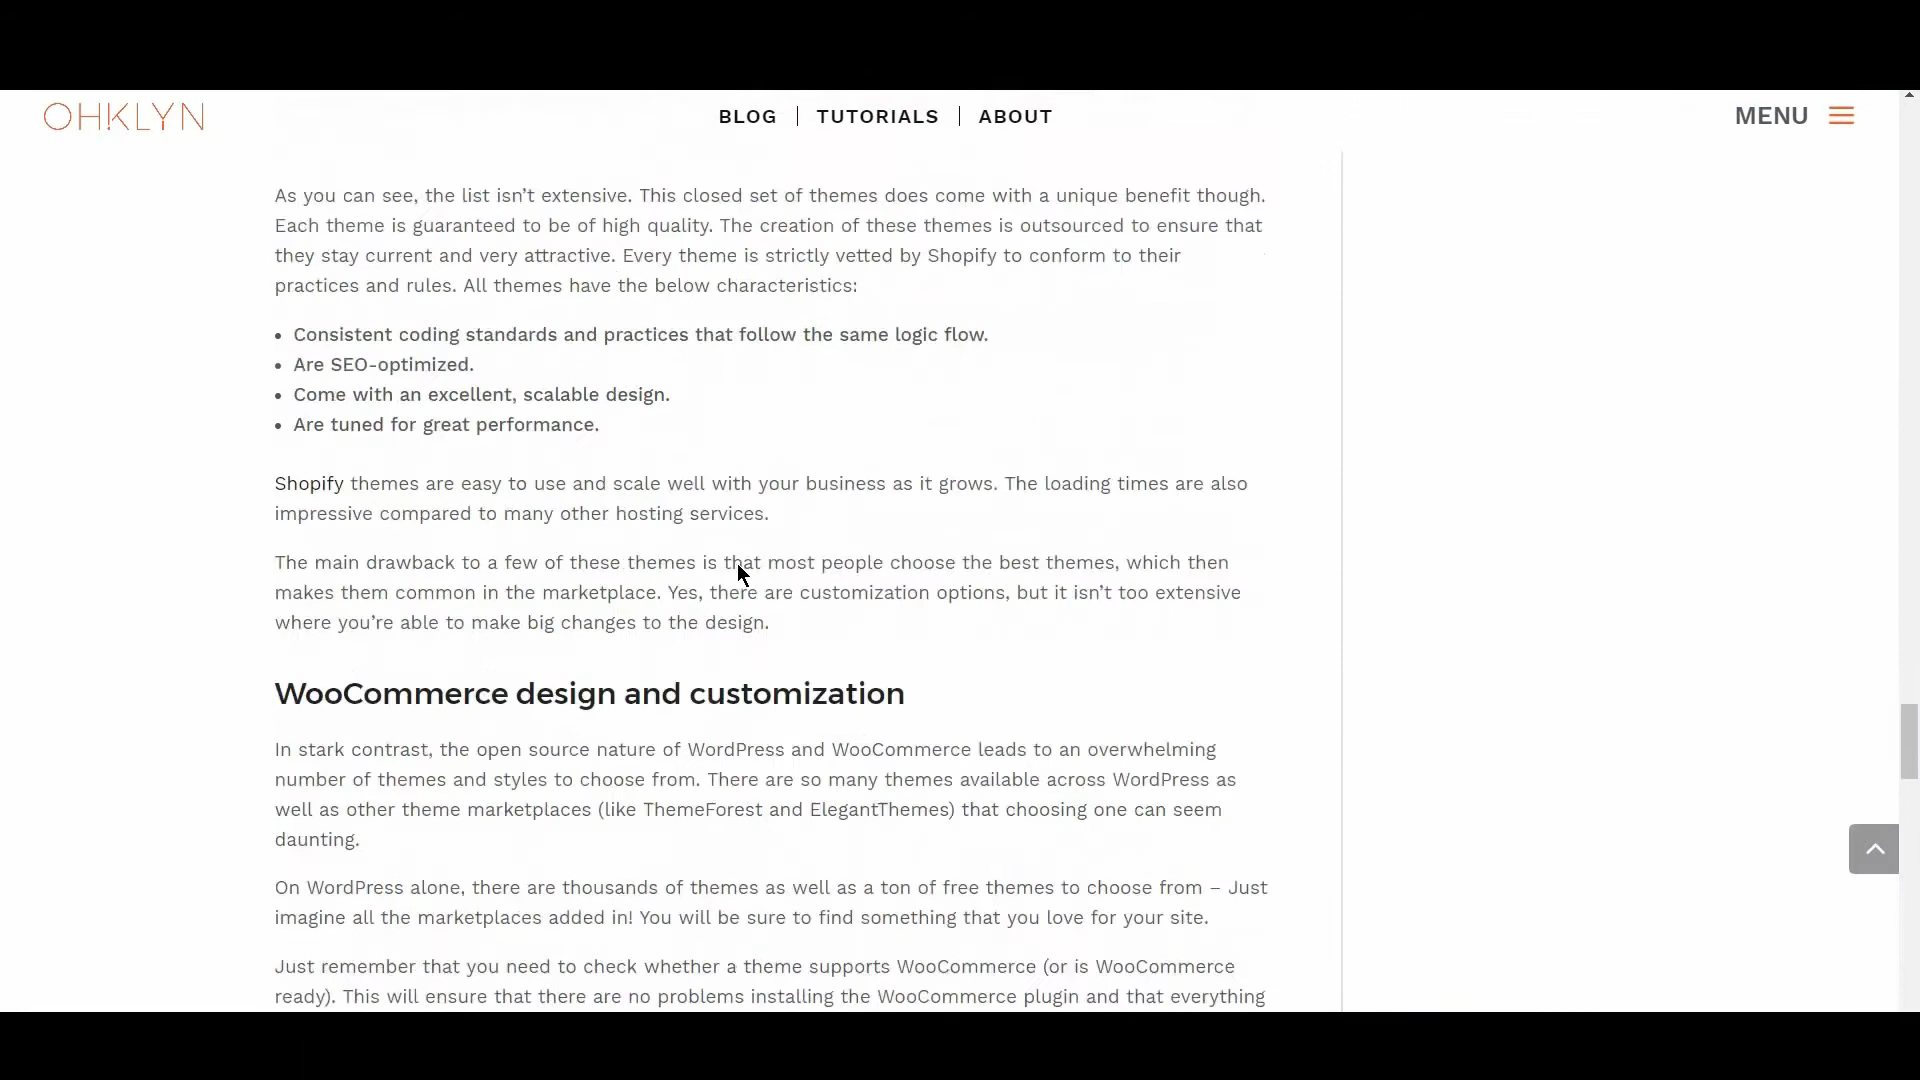 OHKLYN
BLOG | TUTORIALS | ABOUT
MENU
As you can see, the list isn’t extensive. This closed set of themes does come with a unique benefit though.
Each theme is guaranteed to be of high quality. The creation of these themes is outsourced to ensure that
they stay current and very attractive. Every theme is strictly vetted by Shopify to conform to their
practices and rules. All themes have the below characteristics:
• Consistent coding standards and practices that follow the same logic flow.
• Are SEO-optimized.
• Come with an excellent, scalable design.
• Are tuned for great performance.
Shopify themes are easy to use and scale well with your business as it grows. The loading times are also
impressive compared to many other hosting services.
The main drawback to a few of these themes is that most people choose the best themes, which then
makes them common in the marketplace. Yes, there are customization options, but it isn’t too extensive
where you’re able to make big changes to the design.
WooCommerce design and customization
In stark contrast, the open source nature of WordPress and WooCommerce leads to an overwhelming
number of themes and styles to choose from. There are so many themes available across WordPress as
well as other theme marketplaces (like ThemeForest and ElegantThemes) that choosing one can seem
daunting.
On WordPress alone, there are thousands of themes as well as a ton of free themes to choose from – Just
imagine all the marketplaces added in! You will be sure to find something that you love for your site.
Just remember that you need to check whether a theme supports WooCommerce (or is WooCommerce
ready). This will ensure that there are no problems installing the WooCommerce plugin and that everything